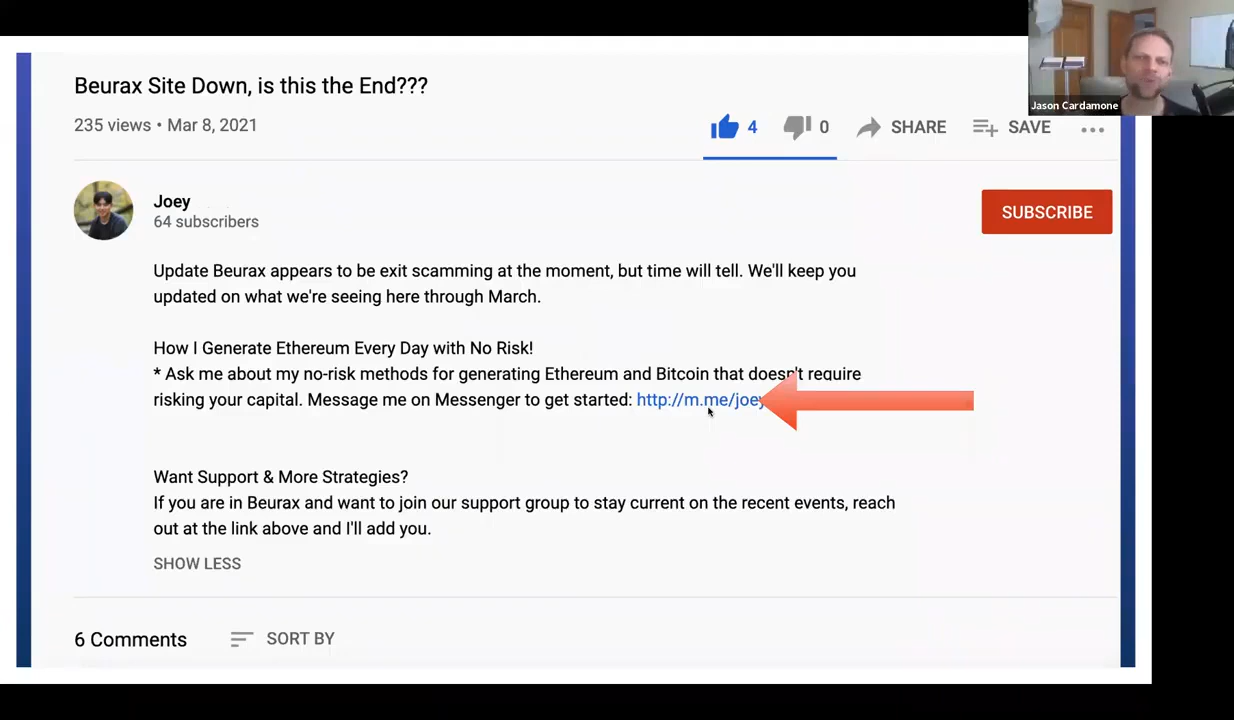 Jason Cardamone
Beurax Site Down, is this the End???
235 views • Mar 8, 2021
4
0
SHARE
SAVE
Joey
64 subscribers
SUBSCRIBE
Update Beurax appears to be exit scamming at the moment, but time will tell. We'll keep you
updated on what we're seeing here through March.
How I Generate Ethereum Every Day with No Risk!
* Ask me about my no-risk methods for generating Ethereum and Bitcoin that doesn't require
risking your capital. Message me on Messenger to get started: http://m.me/joey
Want Support & More Strategies?
If you are in Beurax and want to join our support group to stay current on the recent events, reach
out at the link above and I'll add you.
SHOW LESS
6 Comments
SORT BY